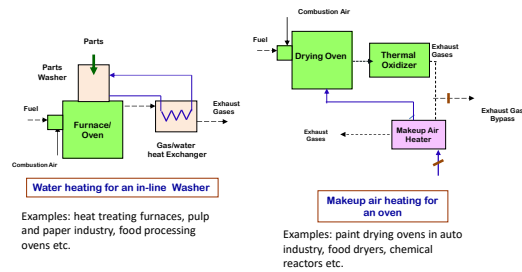 Parts
Parts
Washer
Fuel
Furnace/
Oven
Exhaust
Gases
Combustion Air
Gas/water
heat Exchanger
Water heating for an in-line Washer
Examples: heat treating furnaces, pulp
and paper industry, food processing
ovens etc.
Combustion Air
Fuel
Drying Oven
Thermal
Oxidizer
Exhaust
Gases
Exhaust Gas
Bypass
Exhaust
Gases
Makeup Air
Heater
Makeup air heating for
an oven
Examples: paint drying ovens in auto
industry, food dryers, chemical
reactors etc.